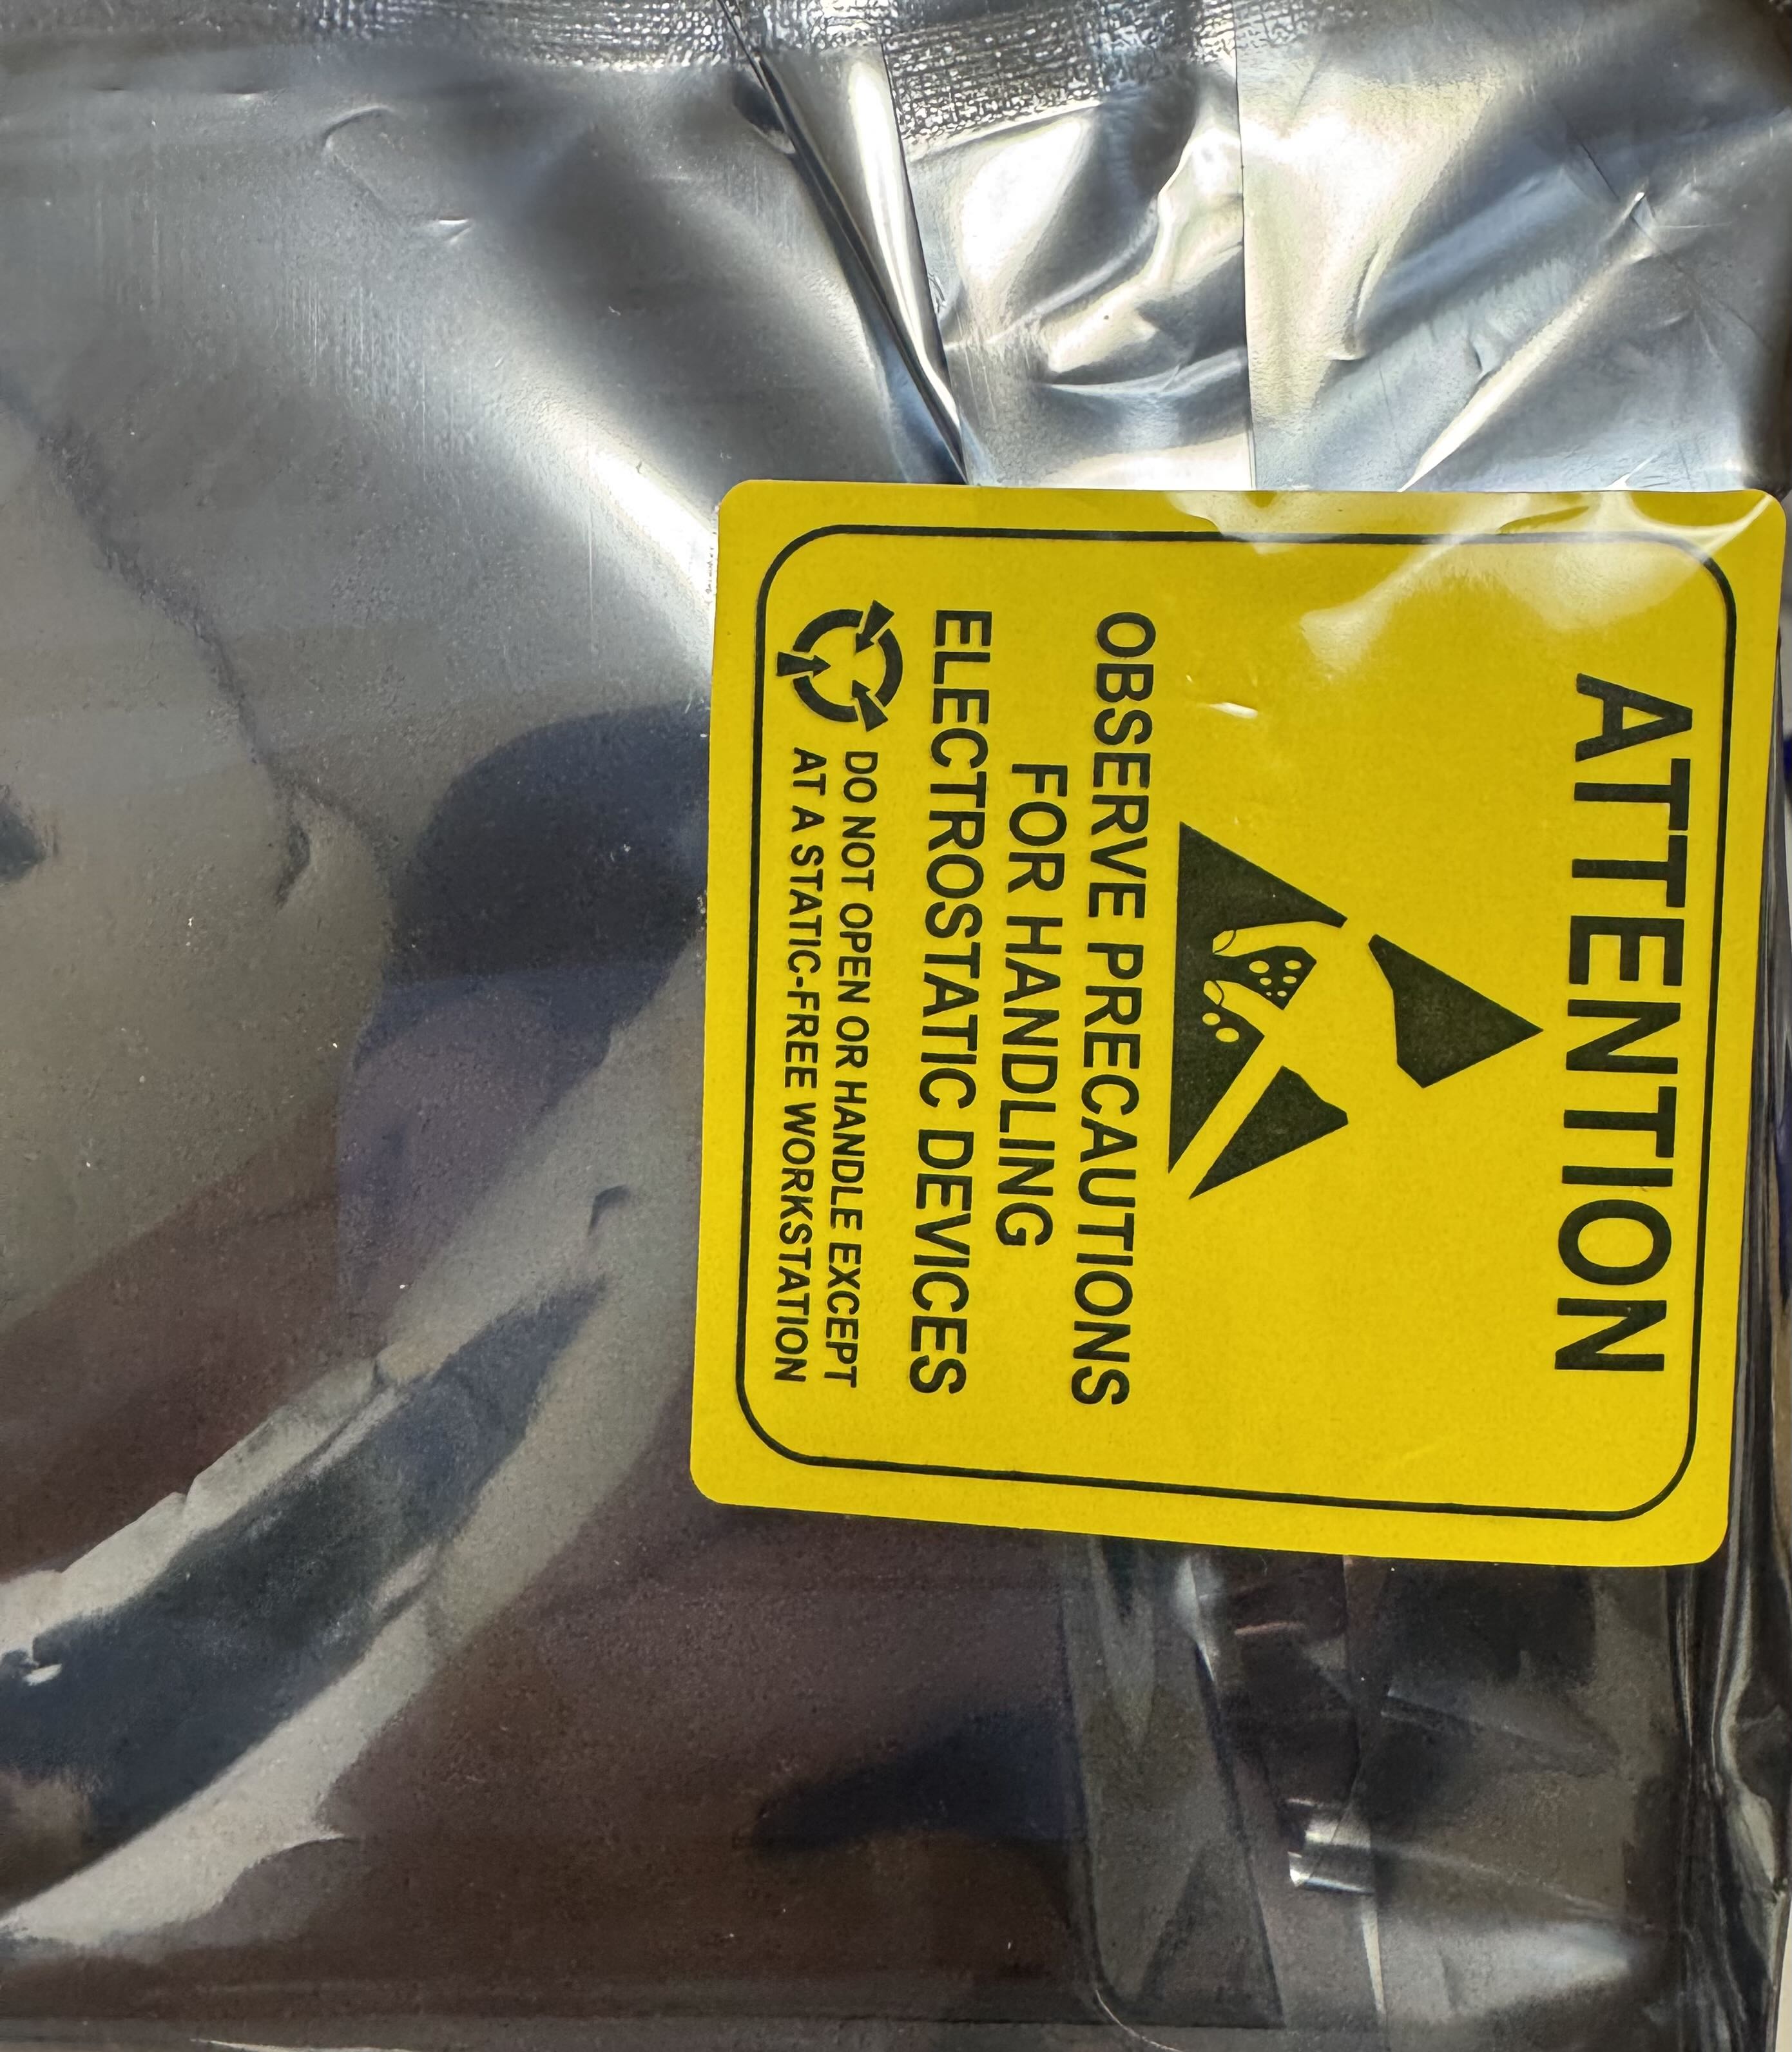 ATTENTION
OBSERVE PRECAUTIONS
FOR HANDLING
ELECTROSTATIC DEVICES
DO NOT OPEN OR HANDLE EXCEPT
AT A STATIC-FREE WORKSTATION